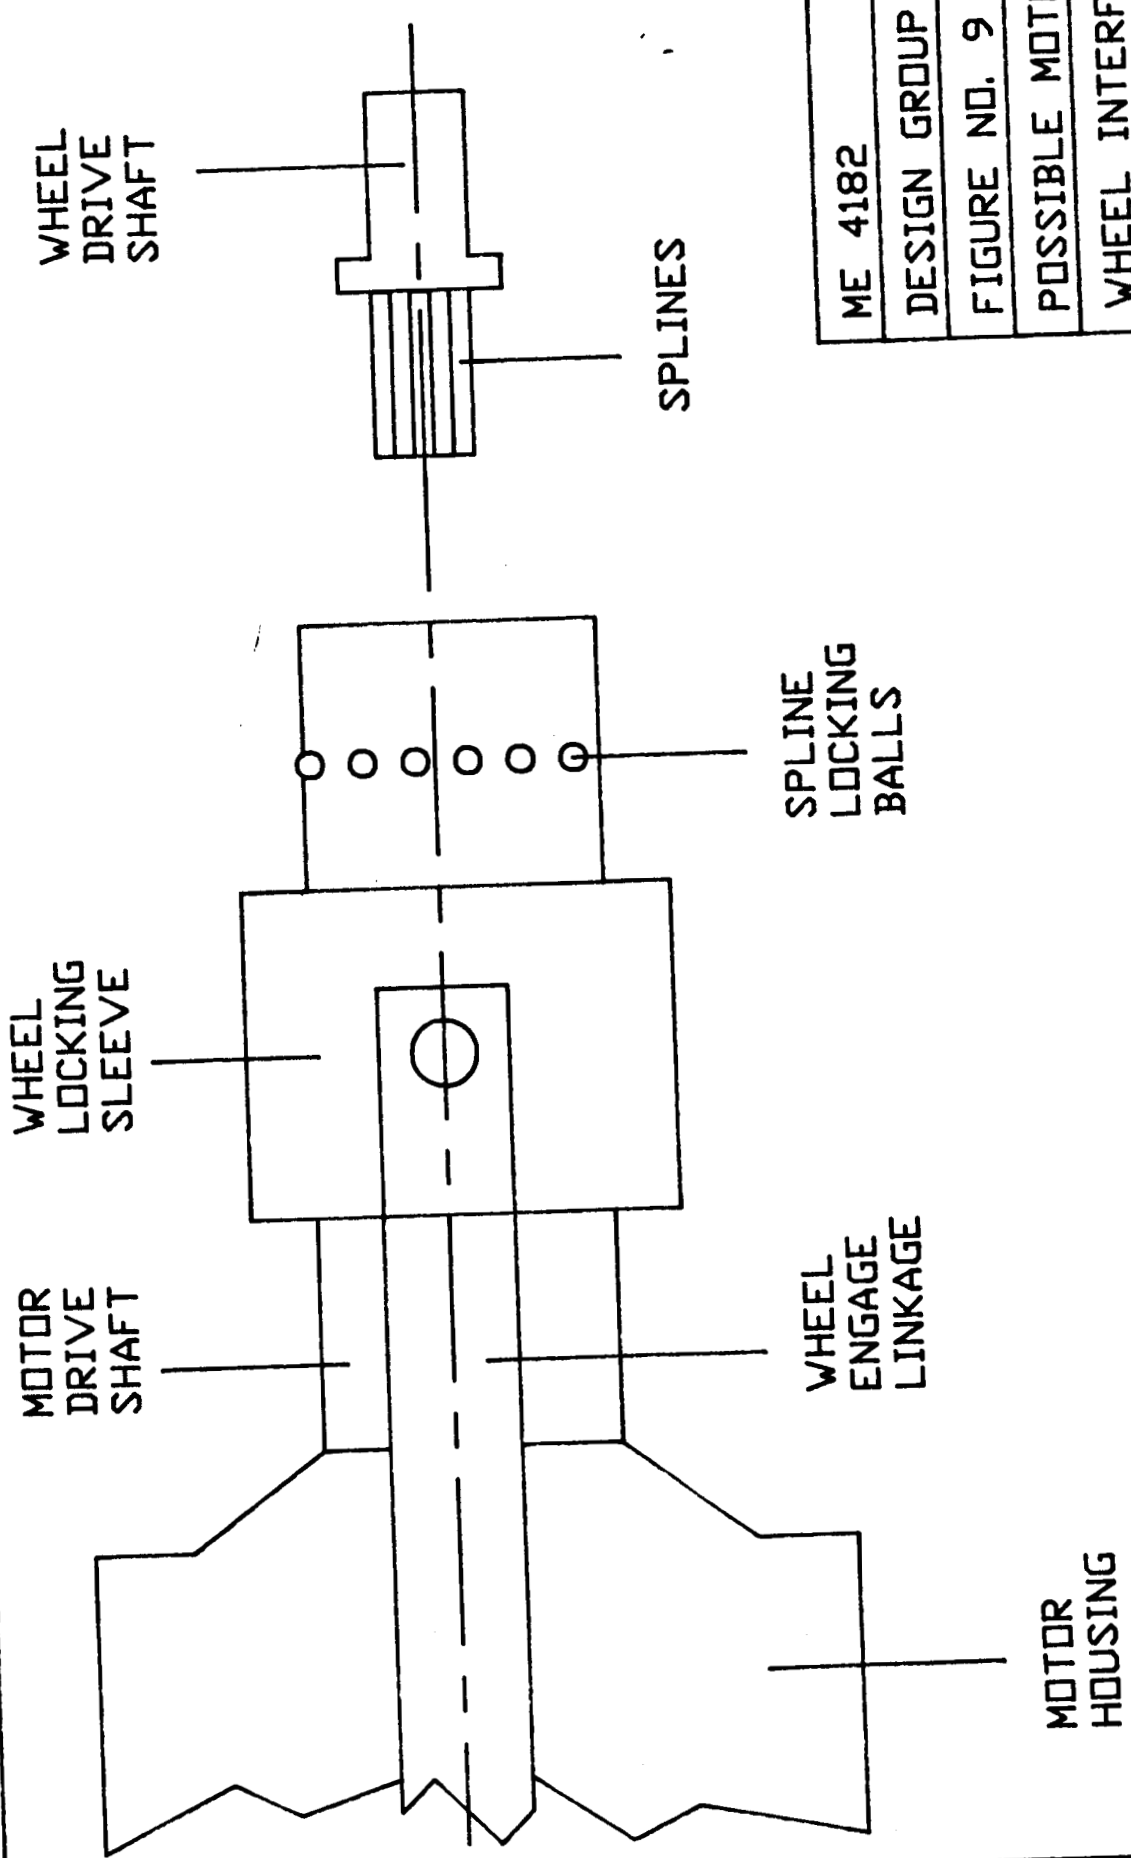 WHEEL
DRIVE
SHAFT
SPLINES
WHEEL
LOCKING
SLEEVE
SPLINE
LOCKING
BALLS
MOTOR
DRIVE
SHAFT
WHEEL
ENGAGE
LINKAGE
MOTOR
HOUSING
ME 4182
DESIGN GROUP
FIGURE NO. 9
POSSIBLE
WHEEL